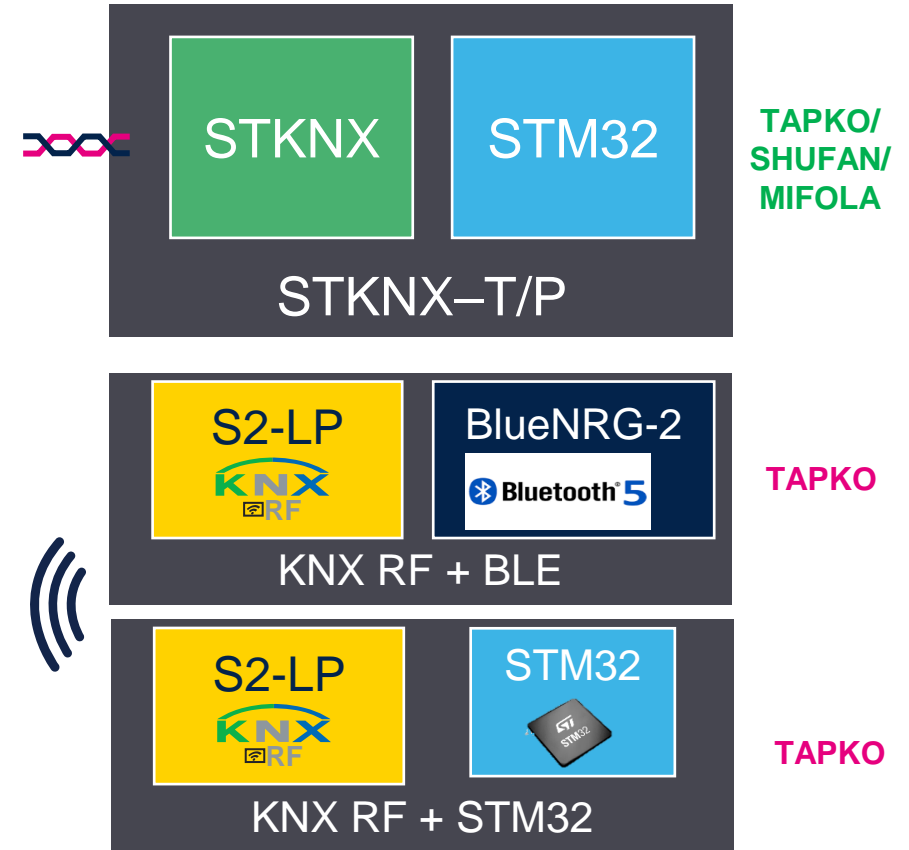 STKNX
STM32
TAPKO/
SHUFAN/
MIFOLA
STKNX–T/P
S2-LP
KNX
RF
BlueNRG-2
Bluetooth® 5
TAPKO
KNX RF + BLE
S2-LP
KNX
RF
STM32
STM32
TAPKO
KNX RF + STM32